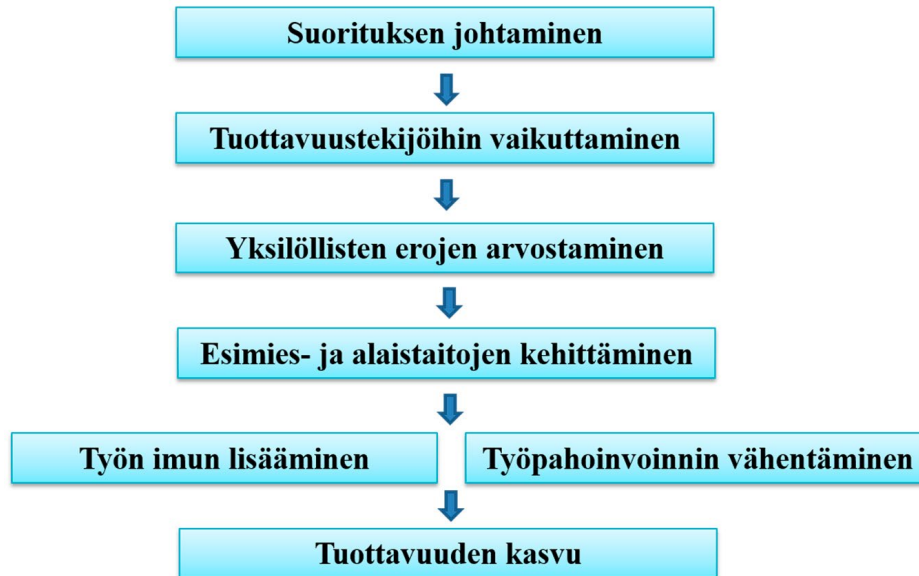 Suorituksen johtaminen
Tuottavuustekijöihin vaikuttaminen
Yksilöllisten erojen arvostaminen
Esimies- ja alaistaitojen kehittäminen
Työn imun lisääminen
Työpahoinvoinnin vähentäminen
Tuottavuuden kasvu